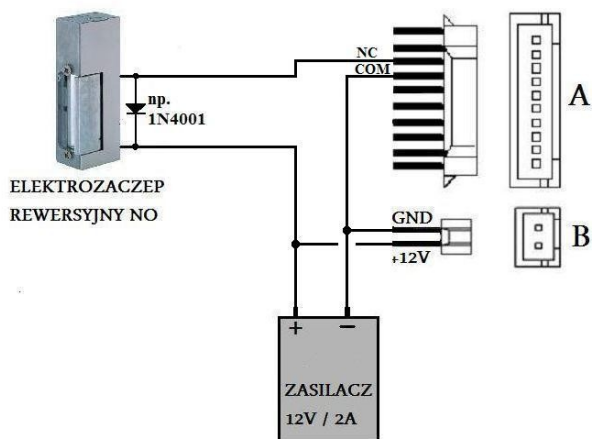 NC
COM
np.
1N4001
A
ELEKTROZACZEP
REWERSYJNY NO
GND
+12V
B
+ −
ZASILACZ
12V / 2A